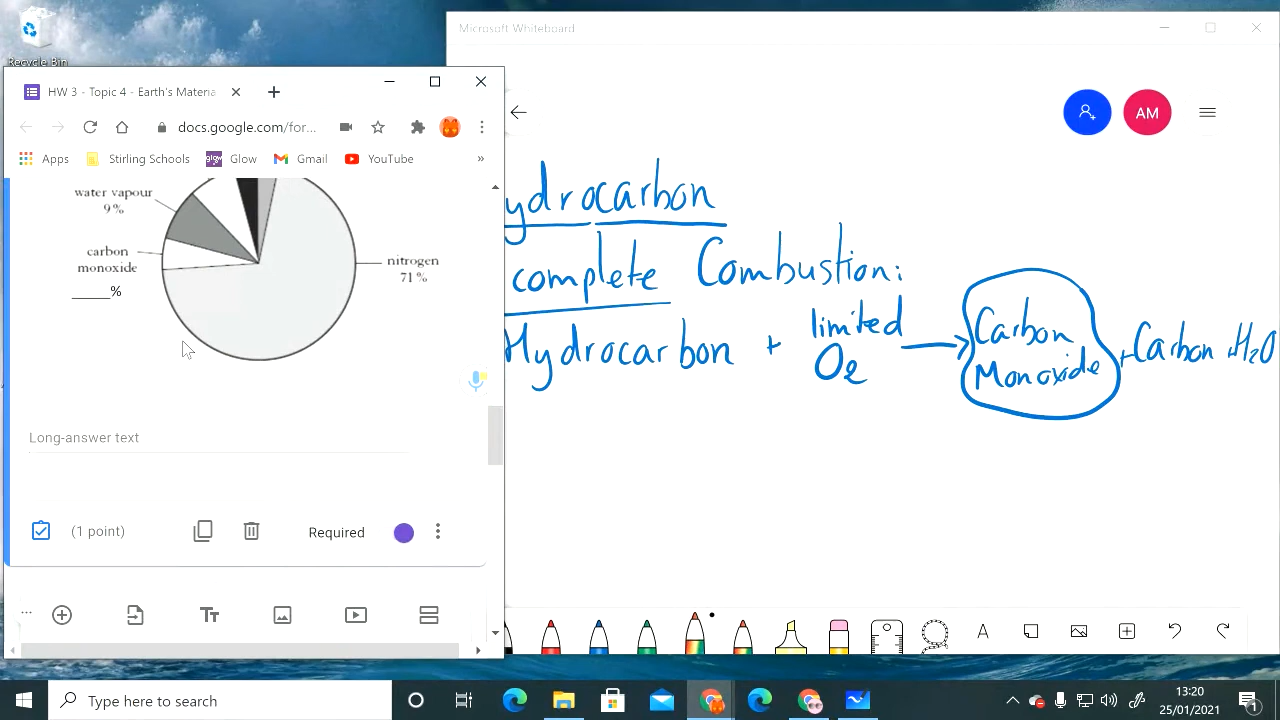 Recycle Bin
Microsoft Whiteboard
HW 3 - Topic 4 - Earth's Materia
docs.google.com/for...
Apps
Stirling Schools
glow
Glow
Gmail
YouTube
»
water vapour
9%
carbon
monoxide
_____%
nitrogen
71%
Long-answer text
(1 point)
Required
AM
ydrocarbon
complete Combustion:
Hydrocarbon + limited O2 → Carbon Monoxide + Carbon + H2O
A
Type here to search
13:20
25/01/2021
1